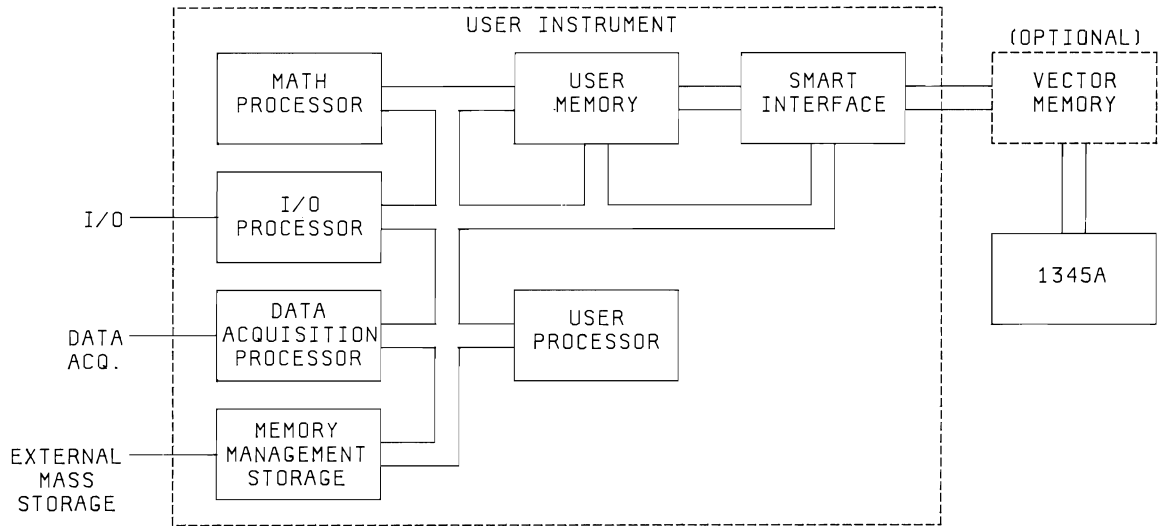 USER INSTRUMENT
(OPTIONAL)
MATH
PROCESSOR
USER
MEMORY
SMART
INTERFACE
VECTOR
MEMORY
I/O
I/O
PROCESSOR
1345A
DATA
ACQ.
DATA
ACQUISITION
PROCESSOR
USER
PROCESSOR
EXTERNAL
MASS
STORAGE
MEMORY
MANAGEMENT
STORAGE